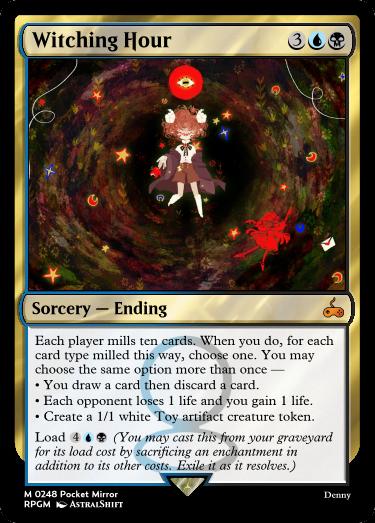 Witching Hour 3
Sorcery — Ending
Each player mills ten cards. When you do, for each
card type milled this way, choose one. You may
choose the same option more than once —
• You draw a card then discard a card.
• Each opponent loses 1 life and you gain 1 life.
• Create a 1/1 white Toy artifact creature token.
Load 4 (You may cast this from your graveyard
for its load cost by sacrificing an enchantment in
addition to its other costs. Exile it as it resolves.)
M 0248 Pocket Mirror
RPGM AstralShift Denny